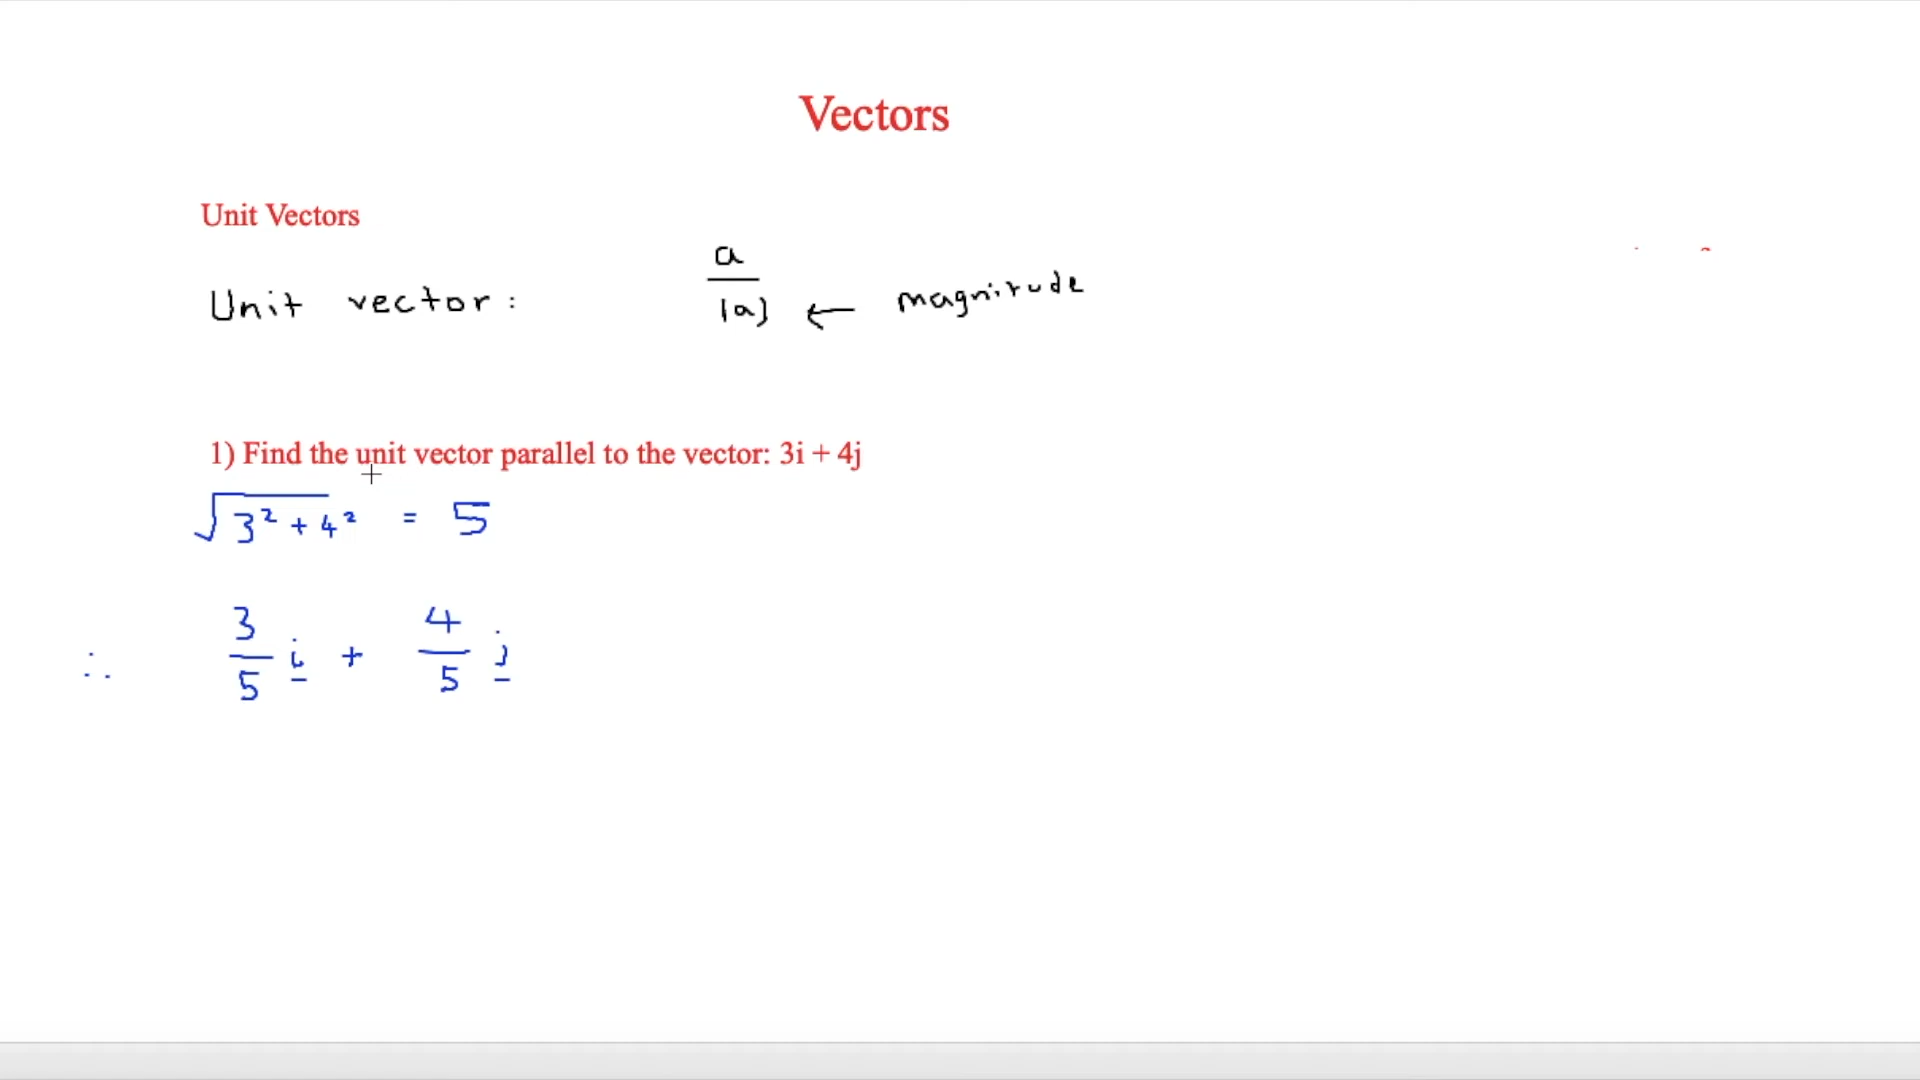 Vectors
Unit Vectors
Unit vector: a/|a| ← magnitude
1) Find the unit vector parallel to the vector: 3i + 4j
√3² + 4² = 5
∴ 3/5 i + 4/5 j